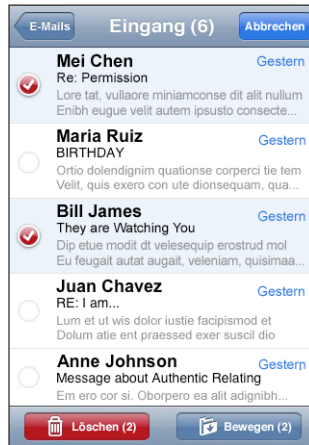 E-Mails
Eingang (6)
Abbrechen
Mei Chen
Gestern
Re: Permission
Lore tat, vullaore miniamconse dit alit nullum
Enibh eugue velit autem ipsusto consecte...
Maria Ruiz
Gestern
BIRTHDAY
Ortio dolendignim quationse corperci tie tem
Velit, quis exero con ute dionsequam, qua...
Bill James
Gestern
They are Watching You
Dip etue modit dt velesequip erostrud mol
Eu feugait autat augait, veleniam, quisimaa...
Juan Chavez
Gestern
RE: I am...
Lum et ut wis dolor iustie facipismod et
Dolum atie ent praessed exer suscil dio
Anne Johnson
Gestern
Message about Authentic Relating
Em ero cor si. Oborpero ea alit adignibh...
Löschen (2)
Bewegen (2)